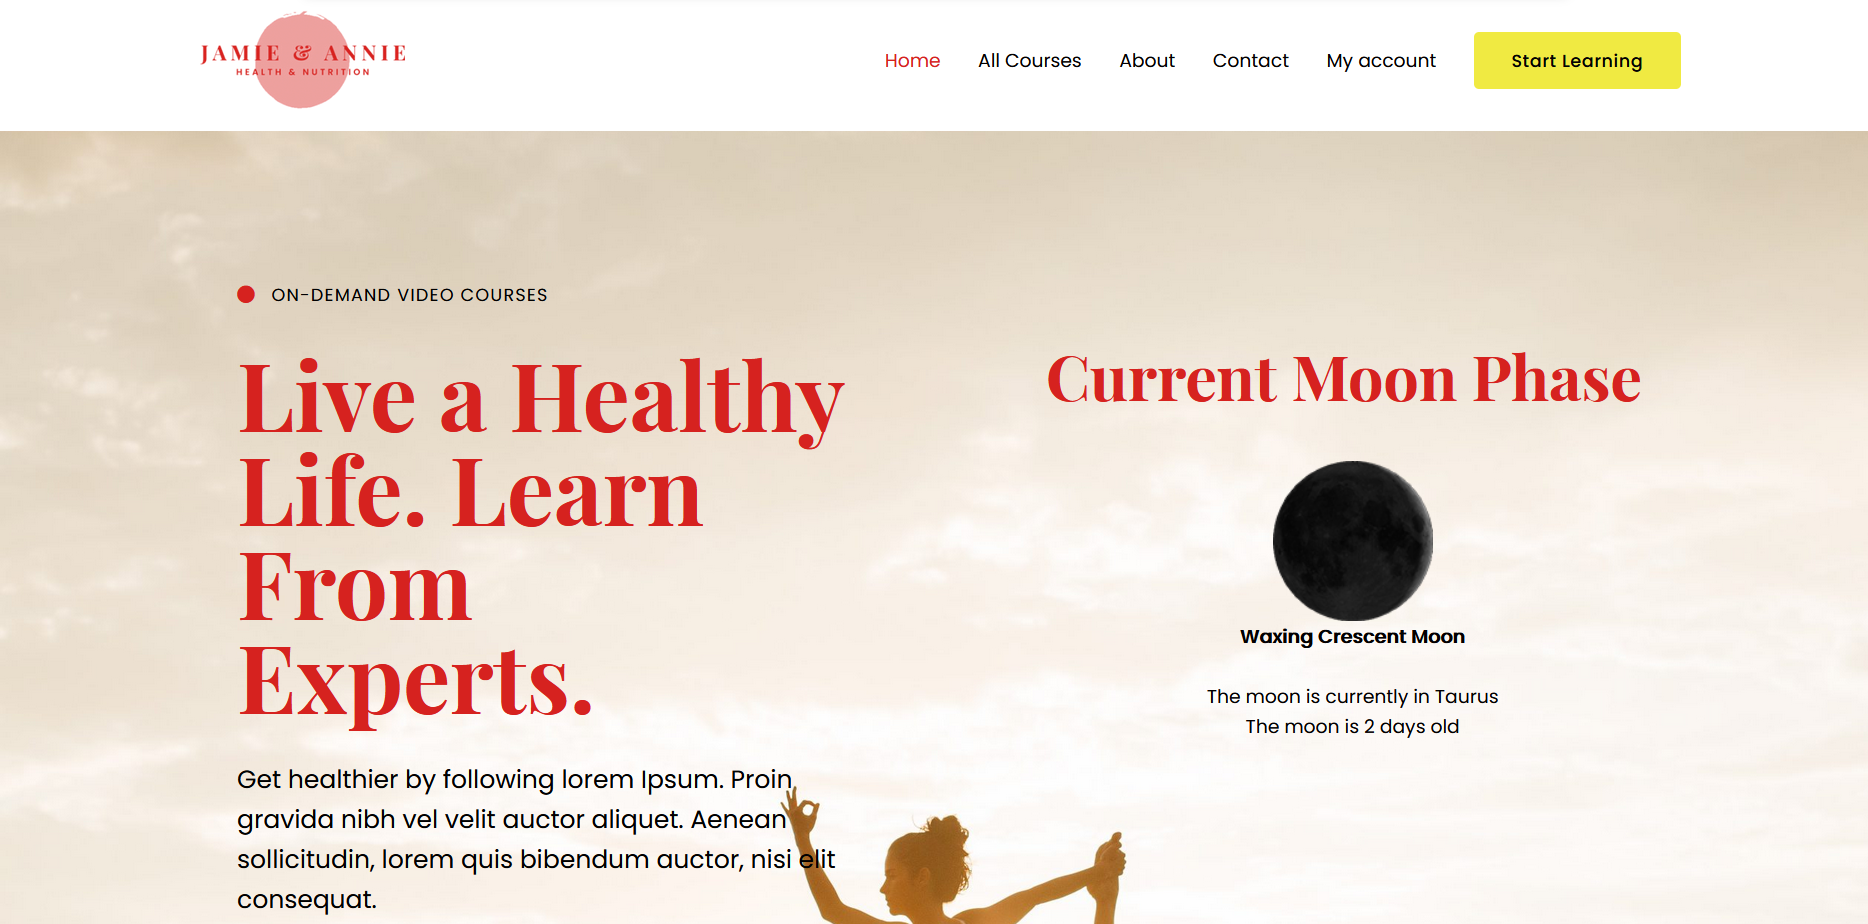 JAMIE & ANNIE
HEALTH & NUTRITION
Home
All Courses
About
Contact
My account
Start Learning
ON-DEMAND VIDEO COURSES
Live a Healthy
Life. Learn
From
Experts.
Get healthier by following lorem Ipsum. Proin
gravida nibh vel velit auctor aliquet. Aenean
sollicitudin, lorem quis bibendum auctor, nisi elit
consequat.
Current Moon Phase
Waxing Crescent Moon
The moon is currently in Taurus
The moon is 2 days old